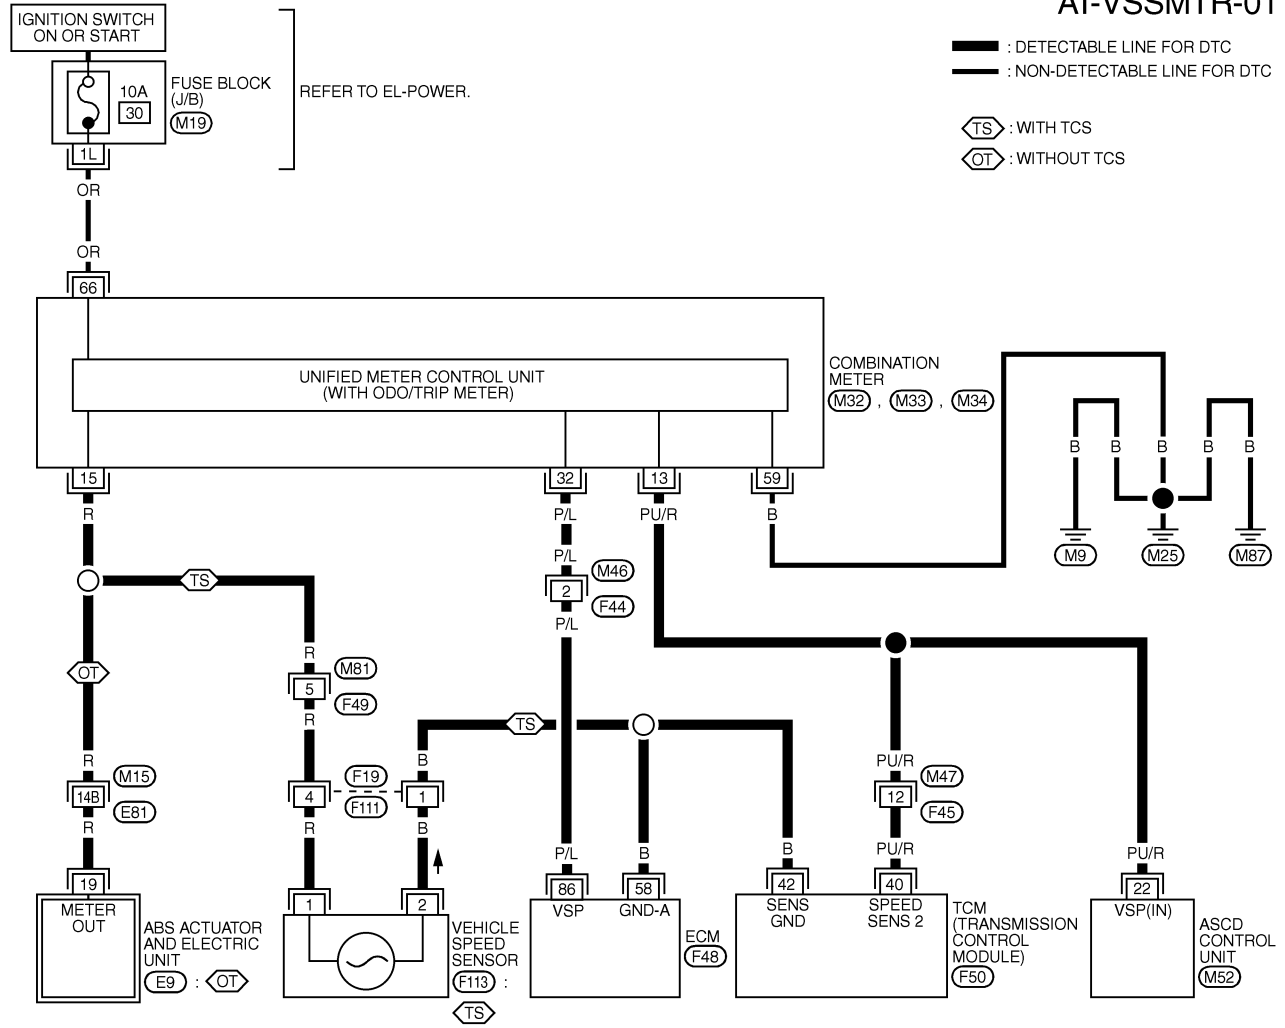 AT-VSSMTR-01
IGNITION SWITCH
ON OR START
10A
30
FUSE BLOCK
(J/B)
M19
REFER TO EL-POWER.
: DETECTABLE LINE FOR DTC
: NON-DETECTABLE LINE FOR DTC
TS : WITH TCS
OT : WITHOUT TCS
1L
OR
OR
66
UNIFIED METER CONTROL UNIT
(WITH ODO/TRIP METER)
COMBINATION
METER
M32 , M33 , M34
15
32
13
59
R
P/L
PU/R
B
B
B
B
B
B
M9
M25
M87
TS
P/L
2
M46
F44
P/L
OT
R
5
M81
F49
R
TS
R
14B
M15
E81
R
4
F19
F111
1
B
R
B
PU/R
12
M47
F45
PU/R
P/L
B
B
PU/R
19
METER
OUT
ABS ACTUATOR
AND ELECTRIC
UNIT
E9 : OT
1
2
VEHICLE
SPEED
SENSOR
F113 :
TS
86
VSP
58
GND-A
ECM
F48
42
SENS
GND
40
SPEED
SENS 2
TCM
(TRANSMISSION
CONTROL
MODULE)
F50
22
VSP(IN)
ASCD
CONTROL
UNIT
M52